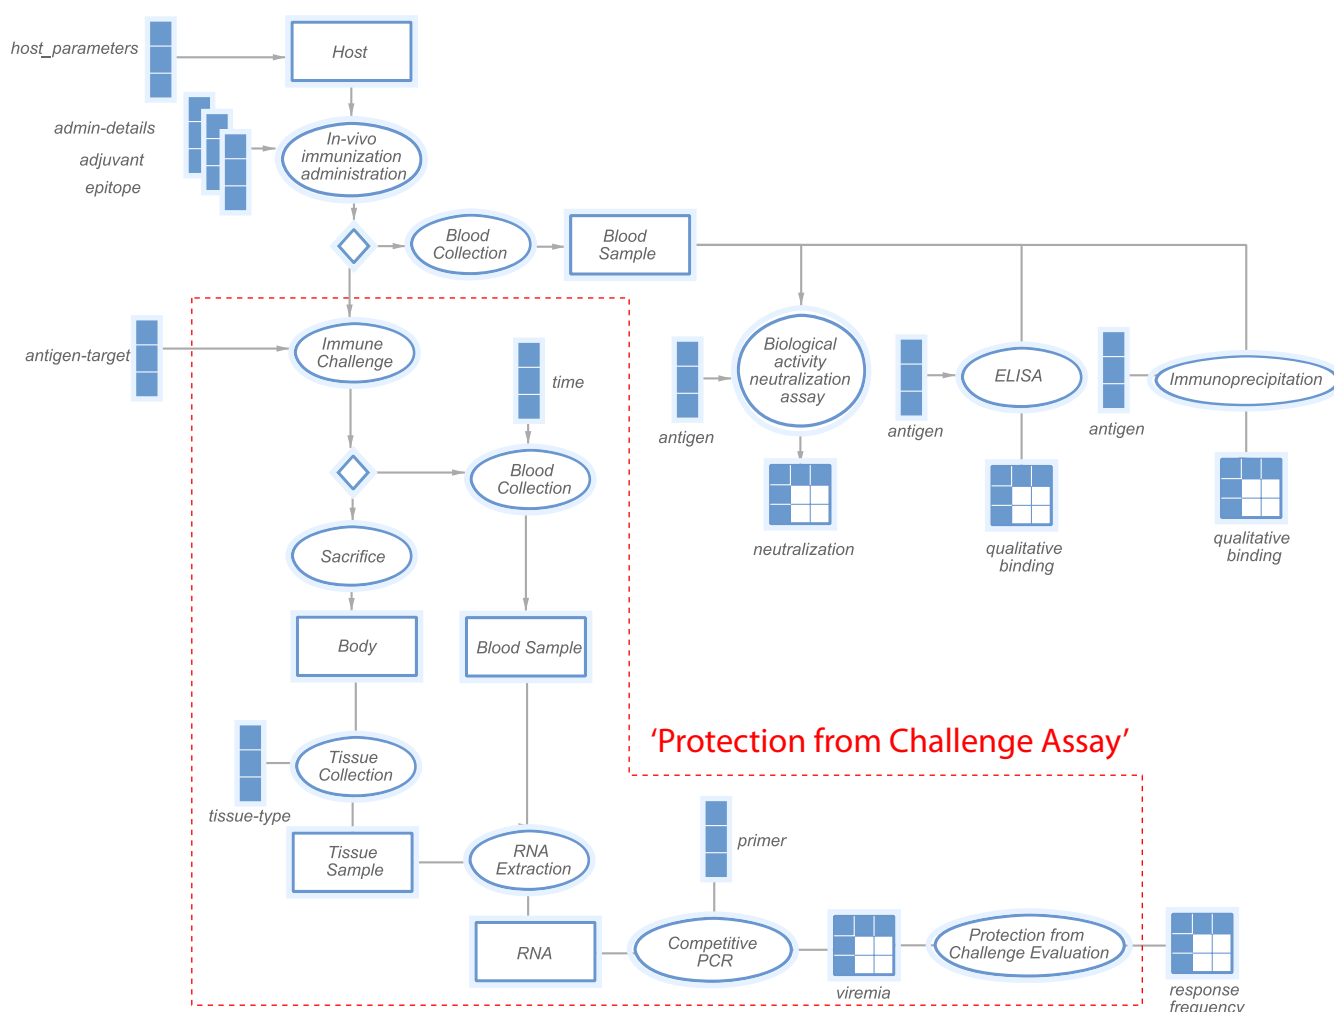 host_parameters
Host
admin-details
adjuvant
epitope
In-vivo
immunization
administration
Blood
Collection
Blood
Sample
antigen-target
Immune
Challenge
time
antigen
Biological
activity
neutralization
assay
antigen
ELISA
antigen
Immunoprecipitation
Blood
Collection
neutralization
qualitative
binding
qualitative
binding
Sacrifice
Body
Blood Sample
'Protection from Challenge Assay'
Tissue
Collection
tissue-type
Tissue
Sample
RNA
Extraction
primer
RNA
Competitive
PCR
viremia
Protection from
Challenge Evaluation
response
frequency